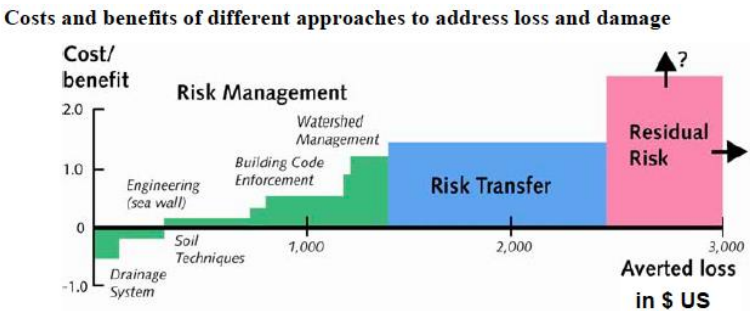 Costs and benefits of different approaches to address loss and damage
Cost/
benefit
Risk Management
?
2.0
Watershed
Management
Residual
Risk
1.0
Building Code
Enforcement
Engineering
(sea wall)
Risk Transfer
0
Soil
Techniques
1,000
2,000
3,000
Drainage
System
-1.0
Averted loss
in $ US